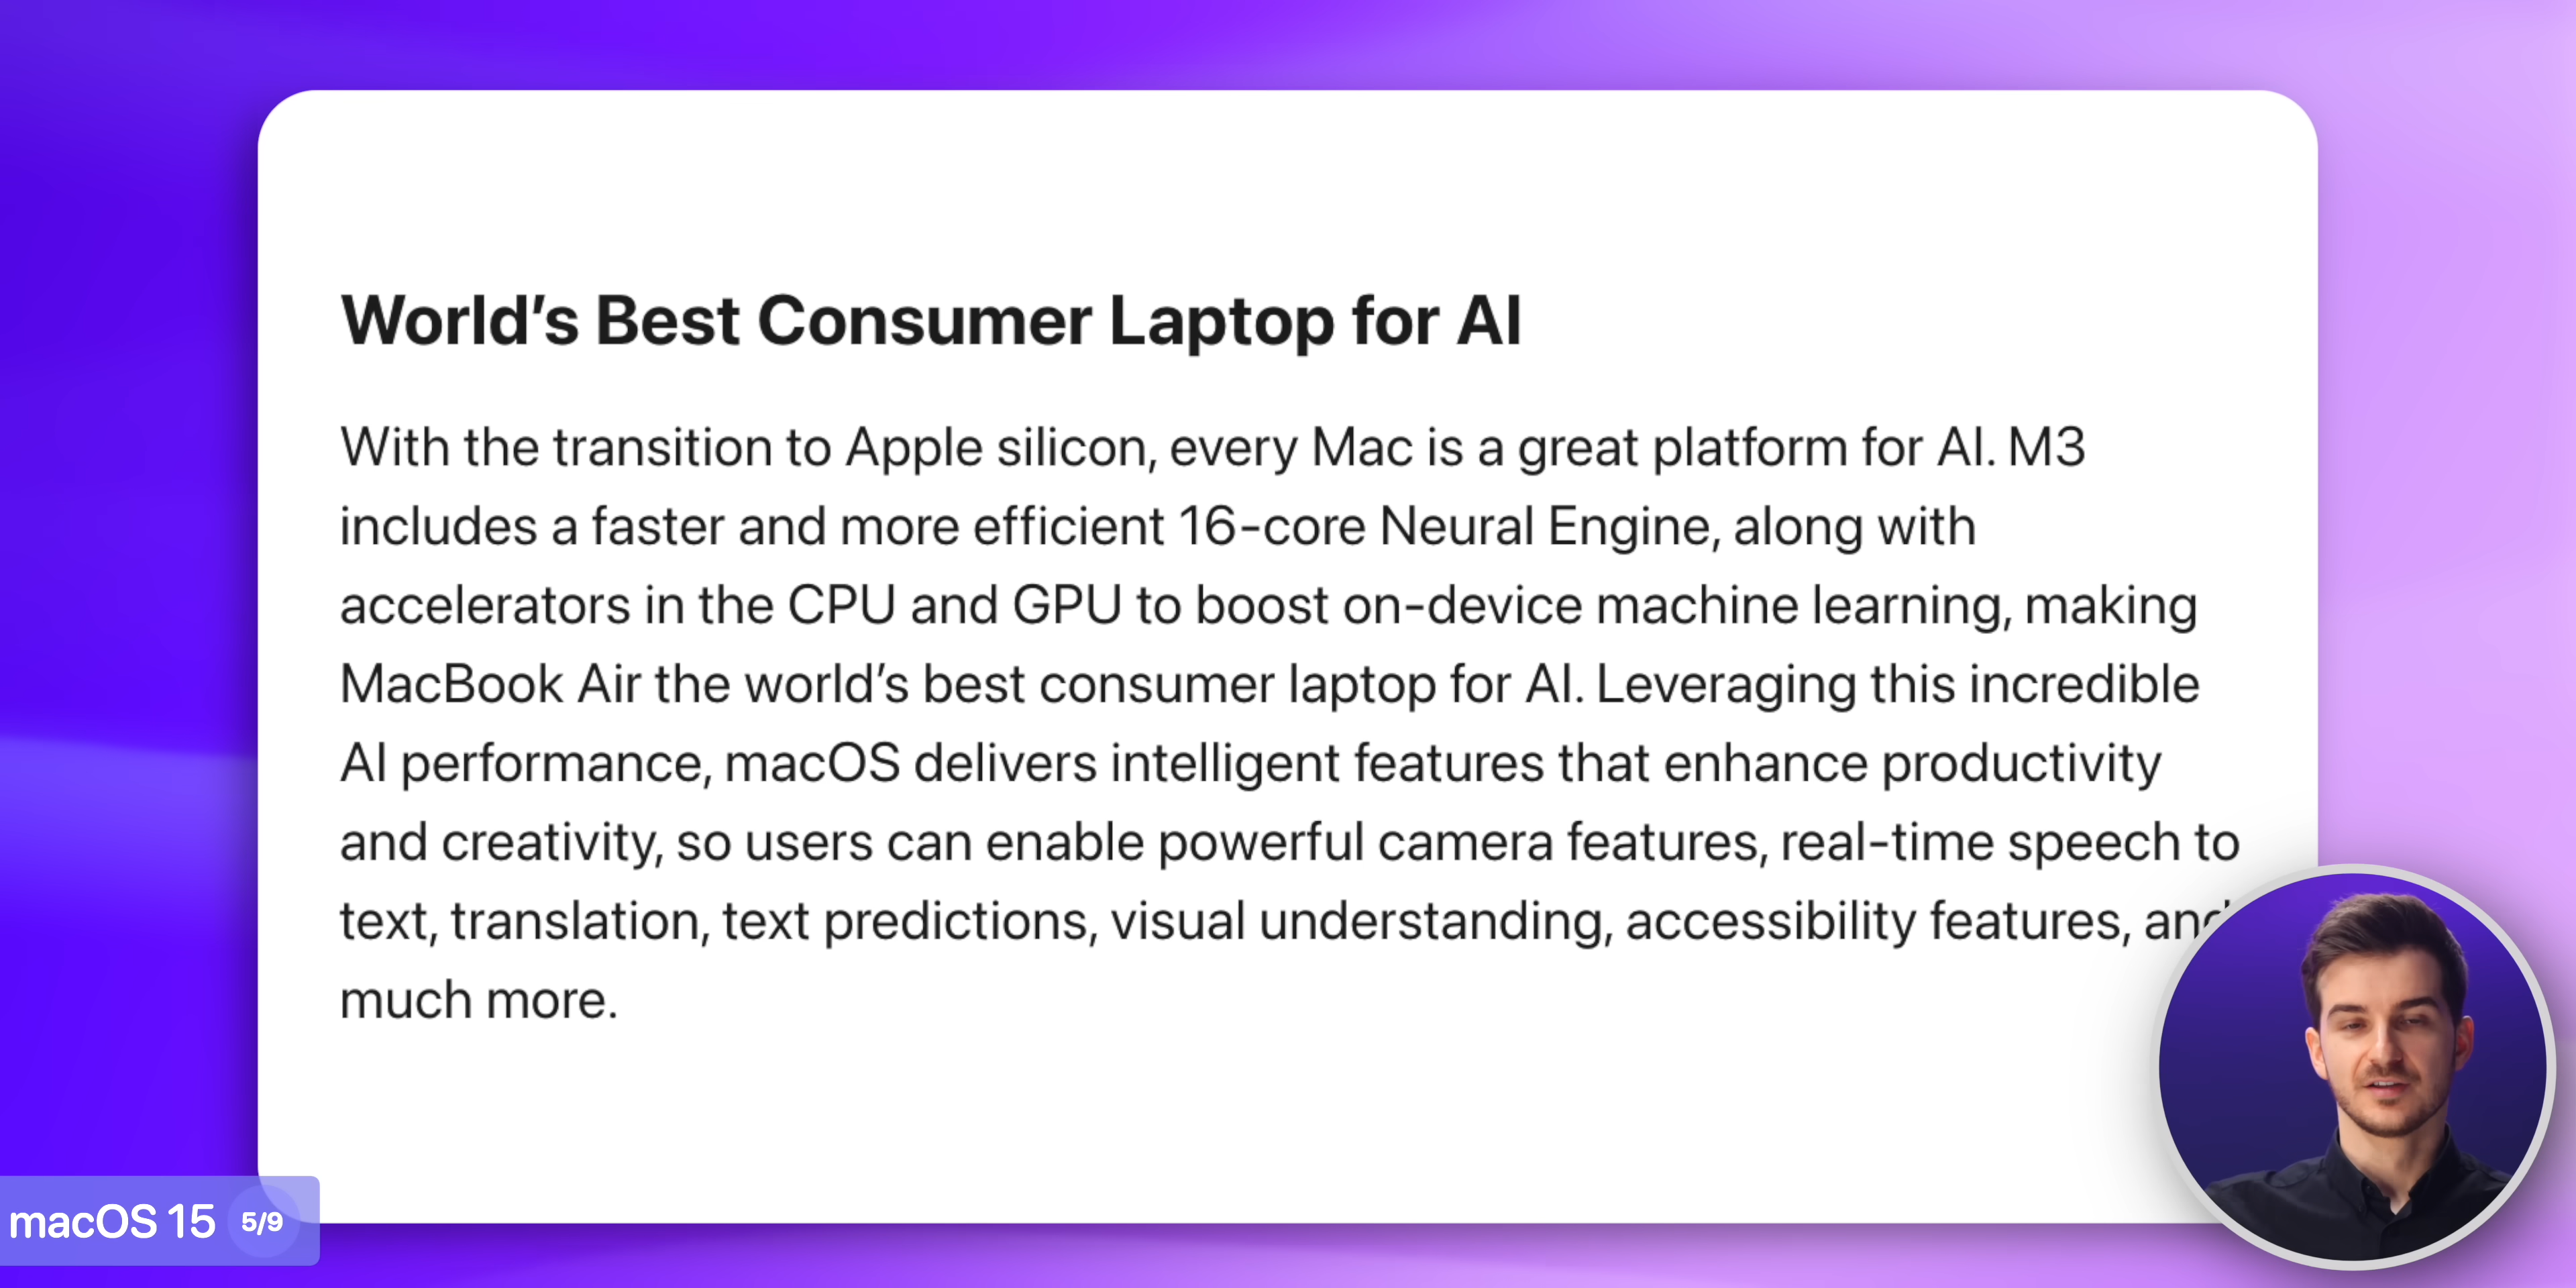 World’s Best Consumer Laptop for AI
With the transition to Apple silicon, every Mac is a great platform for AI. M3
includes a faster and more efficient 16-core Neural Engine, along with
accelerators in the CPU and GPU to boost on-device machine learning, making
MacBook Air the world’s best consumer laptop for AI. Leveraging this incredible
AI performance, macOS delivers intelligent features that enhance productivity
and creativity, so users can enable powerful camera features, real-time speech to
text, translation, text predictions, visual understanding, accessibility features, and
much more.
macOS 15 5/9